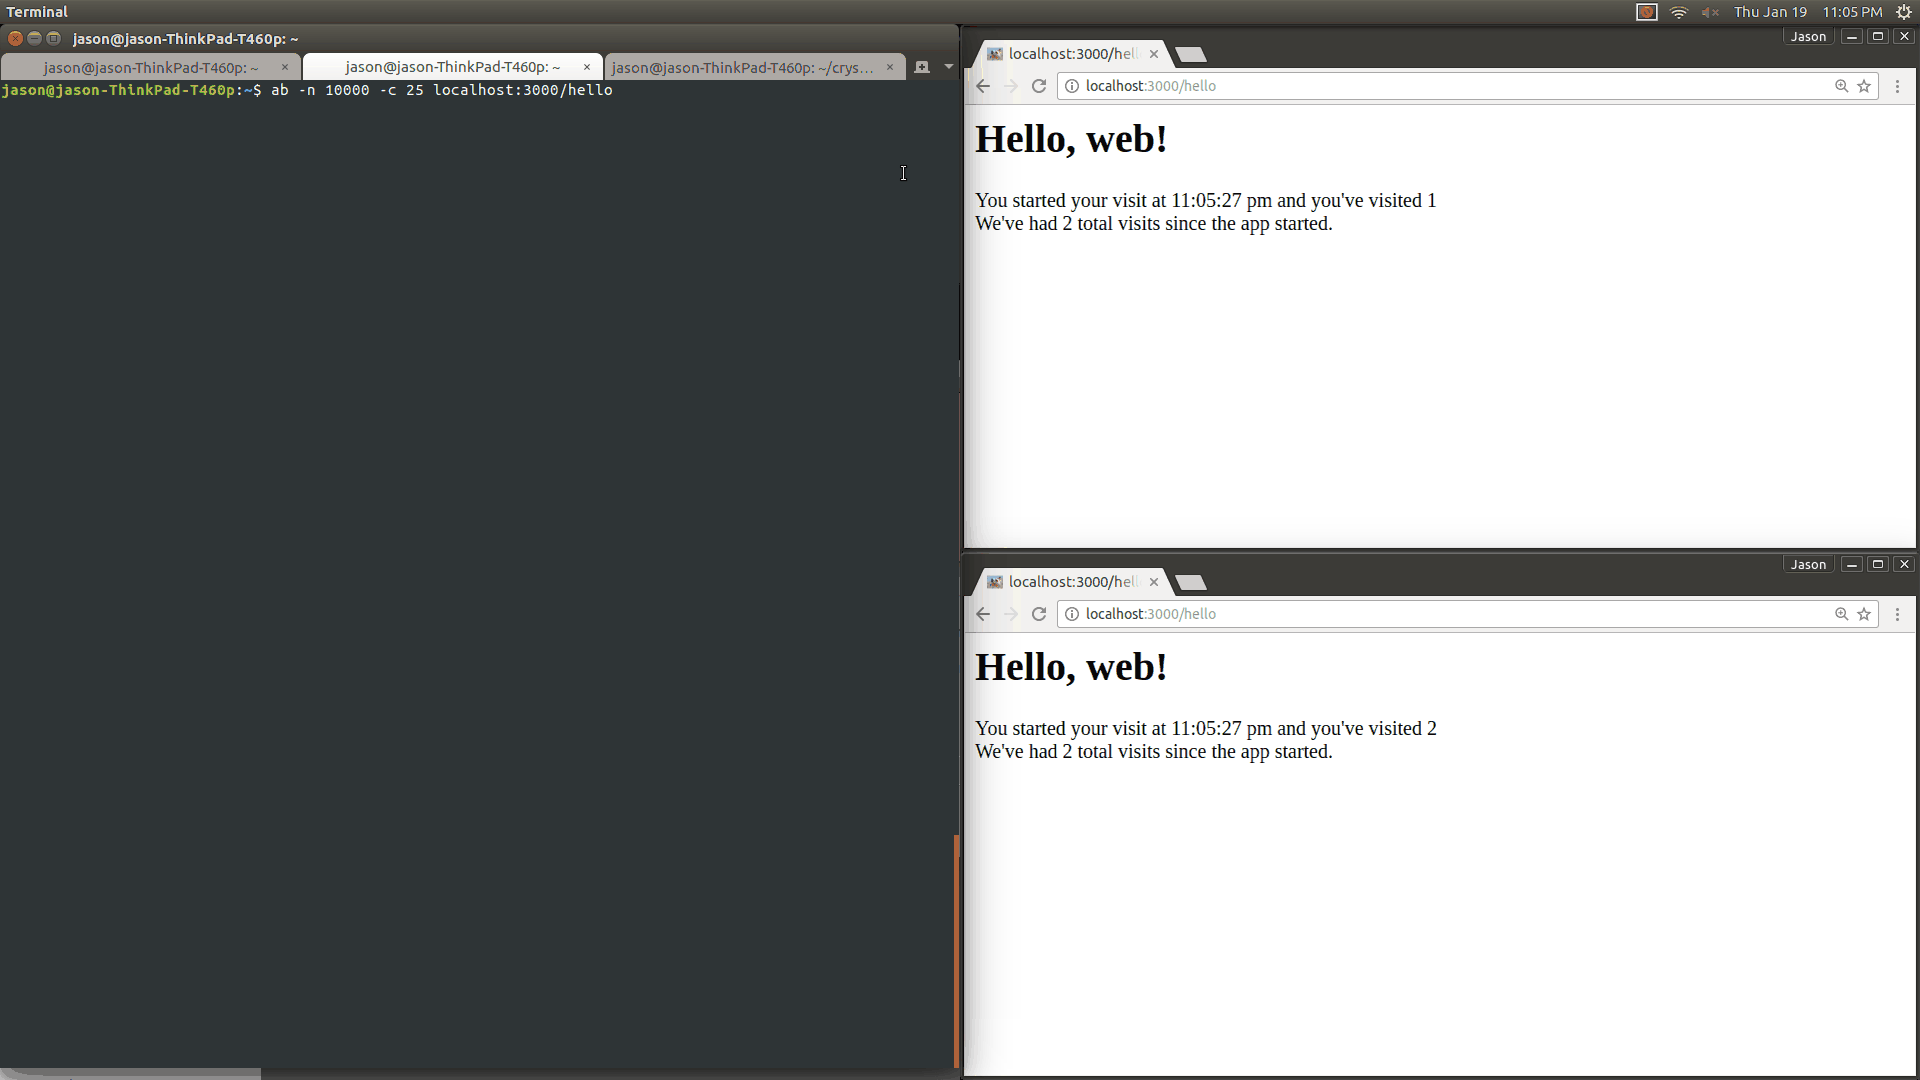 Terminal
Thu Jan 19 11:05 PM
jason@jason-ThinkPad-T460p: ~
jason@jason-ThinkPad-T460p: ~
jason@jason-ThinkPad-T460p: ~
jason@jason-ThinkPad-T460p: ~/crys...
jason@jason-ThinkPad-T460p:~$ ab -n 10000 -c 25 localhost:3000/hello
Jason
localhost:3000/hell
localhost:3000/hello
Hello, web!
You started your visit at 11:05:27 pm and you've visited 1
We've had 2 total visits since the app started.
Jason
localhost:3000/hell
localhost:3000/hello
Hello, web!
You started your visit at 11:05:27 pm and you've visited 2
We've had 2 total visits since the app started.